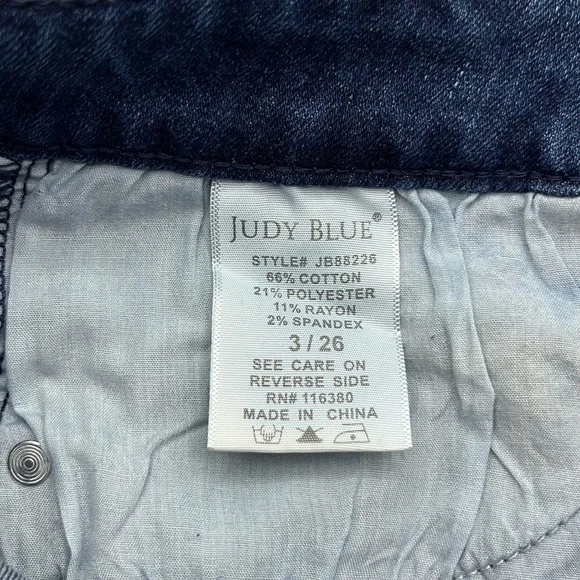 JUDY BLUE®
STYLE# JB88226
66% COTTON
21% POLYESTER
11% RAYON
2% SPANDEX
3 / 26
SEE CARE ON
REVERSE SIDE
RN# 116380
MADE IN CHINA